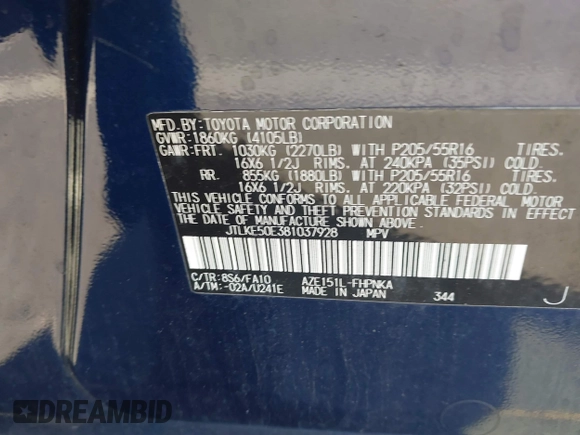 MFD.BY:TOYOTA MOTOR CORPORATION
GVWR:1860KG (4105LB)
GAWR:FRT. 1030KG (2270LB) WITH P205/55R16 TIRES.
16X6 1/2J RIMS. AT 240KPA (35PSI) COLD.
RR. 855KG (1880LB) WITH P205/55R16 TIRES.
16X6 1/2J RIMS. AT 220KPA (32PSI) COLD.
THIS VEHICLE CONFORMS TO ALL APPLICABLE FEDERAL MOTOR
VEHICLE SAFETY AND BUMPER STANDARDS IN EFFECT ON
THE DATE OF MANUFACTURE SHOWN ABOVE.
JTLKE50E381037928 MPV
C/TR:8S6/FA10 AZE151L-FHPNKA
A/TM:-02A/U241E MADE IN JAPAN 344
J
DREAMBID